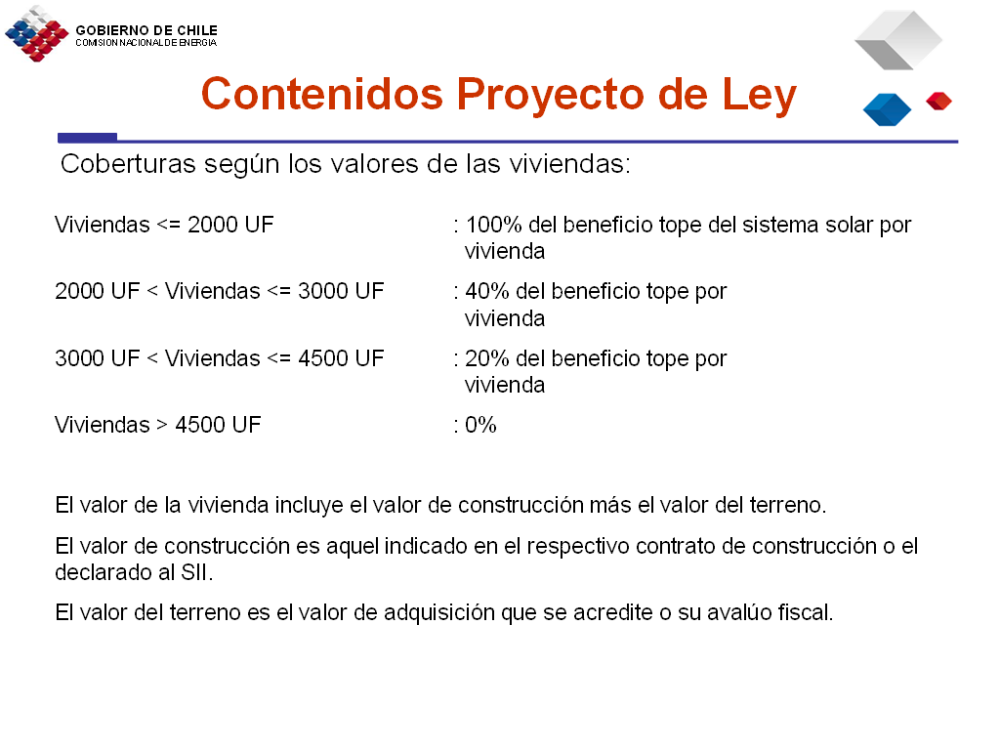 GOBIERNO DE CHILE
COMISION NACIONAL DE ENERGIA
Contenidos Proyecto de Ley
Coberturas según los valores de las viviendas:
Viviendas <= 2000 UF : 100% del beneficio tope del sistema solar por
vivienda
2000 UF < Viviendas <= 3000 UF : 40% del beneficio tope por
vivienda
3000 UF < Viviendas <= 4500 UF : 20% del beneficio tope por
vivienda
Viviendas > 4500 UF : 0%
El valor de la vivienda incluye el valor de construcción más el valor del terreno.
El valor de construcción es aquel indicado en el respectivo contrato de construcción o el
declarado al SII.
El valor del terreno es el valor de adquisición que se acredite o su avalúo fiscal.